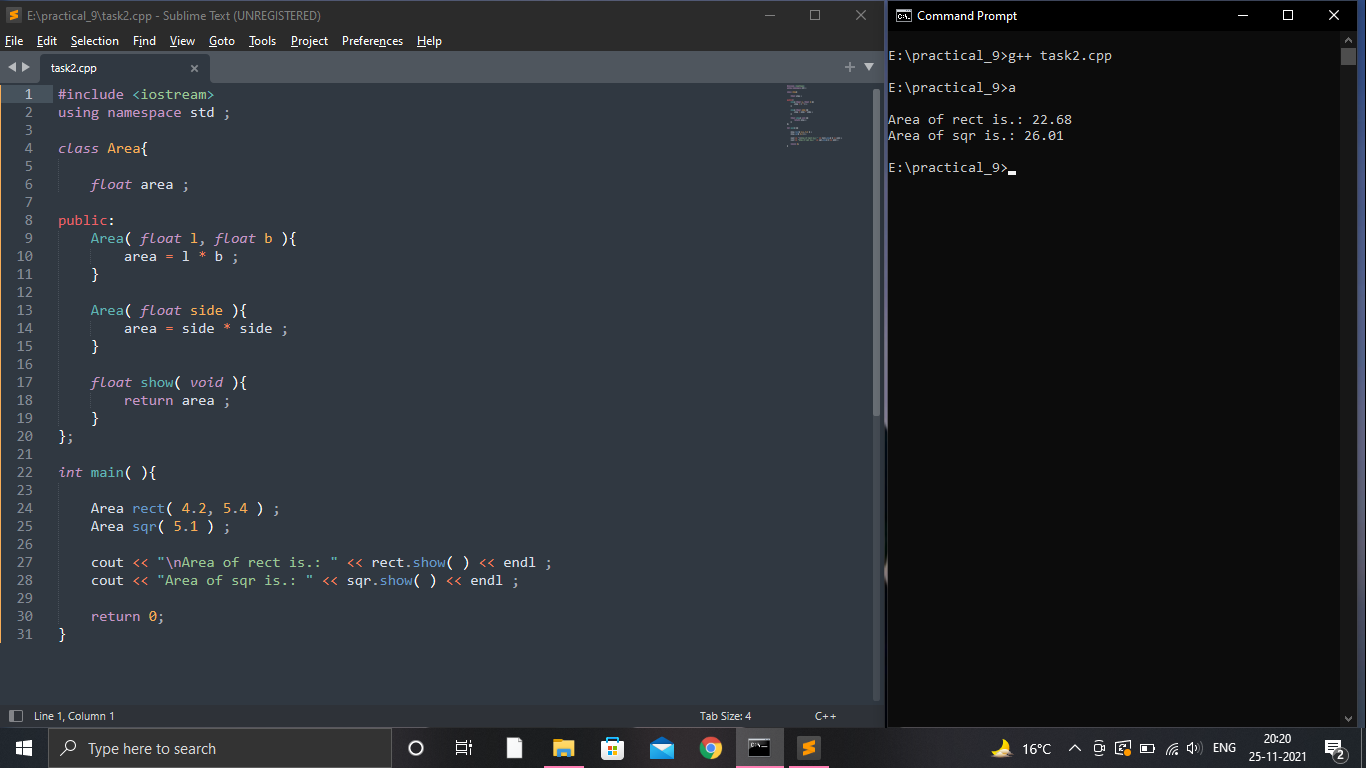 E:\practical_9\task2.cpp - Sublime Text (UNREGISTERED)
File Edit Selection Find View Goto Tools Project Preferences Help
task2.cpp
1 #include <iostream>
2 using namespace std ;
3
4 class Area{
5
6 float area ;
7
8 public:
9 Area( float l, float b ){
10 area = l * b ;
11 }
12
13 Area( float side ){
14 area = side * side ;
15 }
16
17 float show( void ){
18 return area ;
19 }
20 };
21
22 int main( ){
23
24 Area rect( 4.2, 5.4 ) ;
25 Area sqr( 5.1 ) ;
26
27 cout << "\nArea of rect is.: " << rect.show( ) << endl ;
28 cout << "Area of sqr is.: " << sqr.show( ) << endl ;
29
30 return 0;
31 }
Line 1, Column 1
Tab Size: 4
C++
Command Prompt
E:\practical_9>g++ task2.cpp
E:\practical_9>a
Area of rect is.: 22.68
Area of sqr is.: 26.01
E:\practical_9>
Type here to search
16°C
ENG
20:20
25-11-2021
2